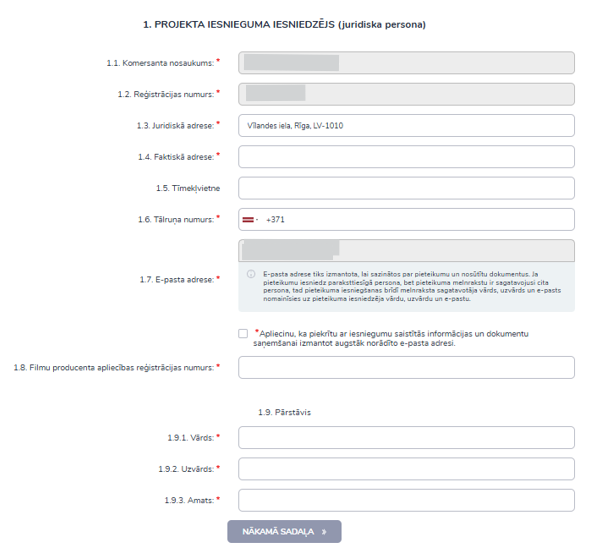 1. PROJEKTA IESNIEGUMA IESNIEDZĒJS (juridiska persona)
1.1. Komersanta nosaukums: *
1.2. Reģistrācijas numurs: *
1.3. Juridiskā adrese: * Vīlandes iela, Rīga, LV-1010
1.4. Faktiskā adrese: *
1.5. Tīmekļvietne
1.6. Tālruņa numurs: * +371
1.7. E-pasta adrese: *
E-pasta adrese tiks izmantota, lai sazinātos par pieteikumu un nosūtītu dokumentus. Ja
pieteikumu iesniedz paraksttiesīgā persona, bet pieteikuma melnrakstu ir sagatavojusi cita
persona, tad pieteikuma iesniegšanas brīdī melnraksta sagatavotāja vārds, uzvārds un e-pasts
nomainīsies uz pieteikuma iesniedzēja vārdu, uzvārdu un e-pastu.
*Apliecinu, ka piekrītu ar iesniegumu saistītās informācijas un dokumentu
saņemšanai izmantot augstāk norādīto e-pasta adresi.
1.8. Filmu producenta apliecības reģistrācijas numurs: *
1.9. Pārstāvis
1.9.1. Vārds: *
1.9.2. Uzvārds: *
1.9.3. Amats: *
NĀKAMĀ SADAĻA »